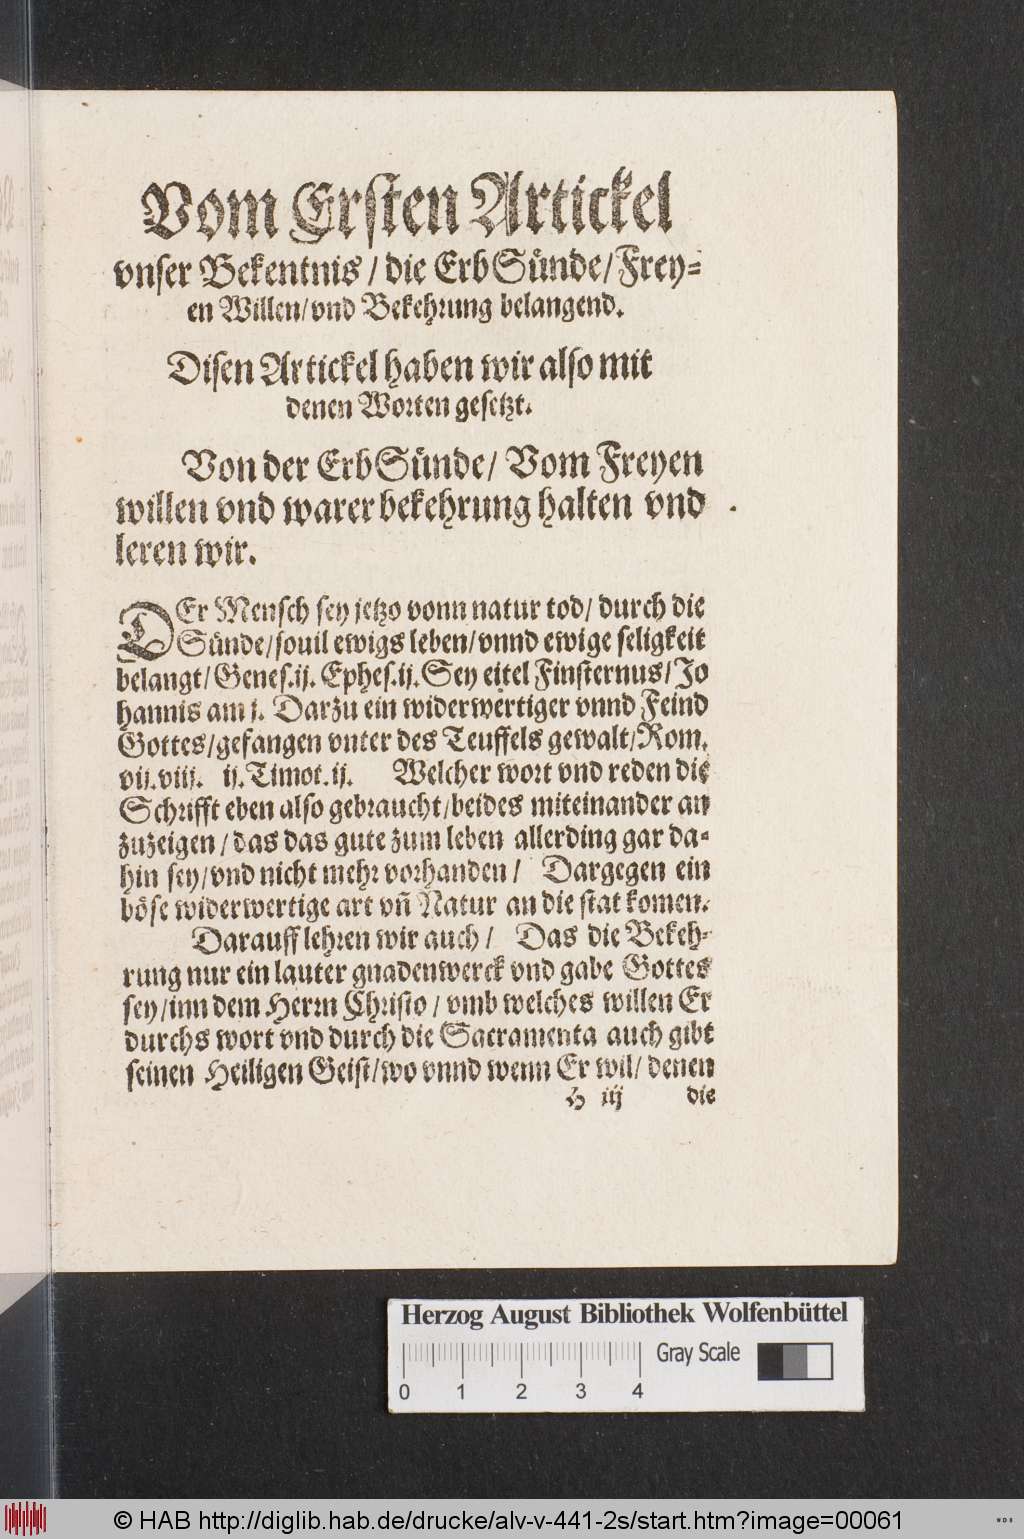 Vom Ersten Artickel
vnser Bekentnis / die ErbSünde / Frey⸗
en Willen / vnd Bekehrung belangend.
Disen Artickel haben wir also mit
denen Worten gesetzt.
Von der ErbSünde / Vom Freyen
willen vnd warer bekehrung halten vnd
leren wir.
DEr Mensch sey jetzo vonn natur tod / durch die
Sünde / souil ewigs leben / vnnd ewige seligkeit
belangt / Genes. ij. Ephes. ij. Sey eitel Finsternus / Jo
hannis am j. Darzu ein widerwertiger vnnd Feind
Gottes / gefangen vnter des Teuffels gewalt / Rom.
vij. viij. ij. Timot. ij. Welcher wort vnd reden die
Schrifft eben also gebraucht / beides miteinander an
zuzeigen / das das gute zum leben allerding gar da⸗
hin sey / vnd nicht mehr vorhanden / Dargegen ein
böse widerwertige art vñ Natur an die stat komen.
Darauff lehren wir auch / Das die Bekeh⸗
rung nur ein lauter gnadenwerck vnd gabe Gottes
sey / inn dem Herrn Christo / vmb welches willen Er
durchs wort vnd durch die Sacramenta auch gibt
seinen Heiligen Geist / wo vnnd wenn Er wil / denen
H iij die
Herzog August Bibliothek Wolfenbüttel
Gray Scale
0 1 2 3 4
© HAB http://diglib.hab.de/drucke/alv-v-441-2s/start.htm?image=00061